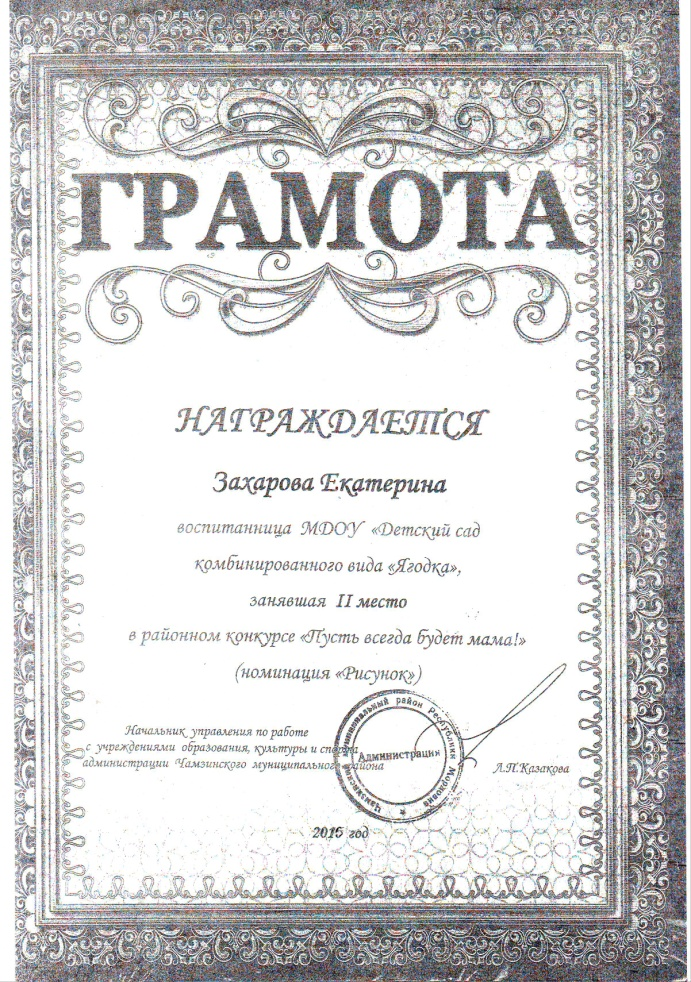 ГРАМОТА
НАГРАЖДАЕТСЯ
Захарова Екатерина
воспитанница МДОУ «Детский сад
комбинированного вида «Ягодка»,
занявшая II место
в районном конкурсе «Пусть всегда будет мама!»
(номинация «Рисунок»)
Начальник управления по работе
с учреждениями образования, культуры и спорта
администрации Чамзинского муниципального района
Л.П.Казакова
Чамзинский муниципальный район Республики Мордовия
Администрация
2015 год